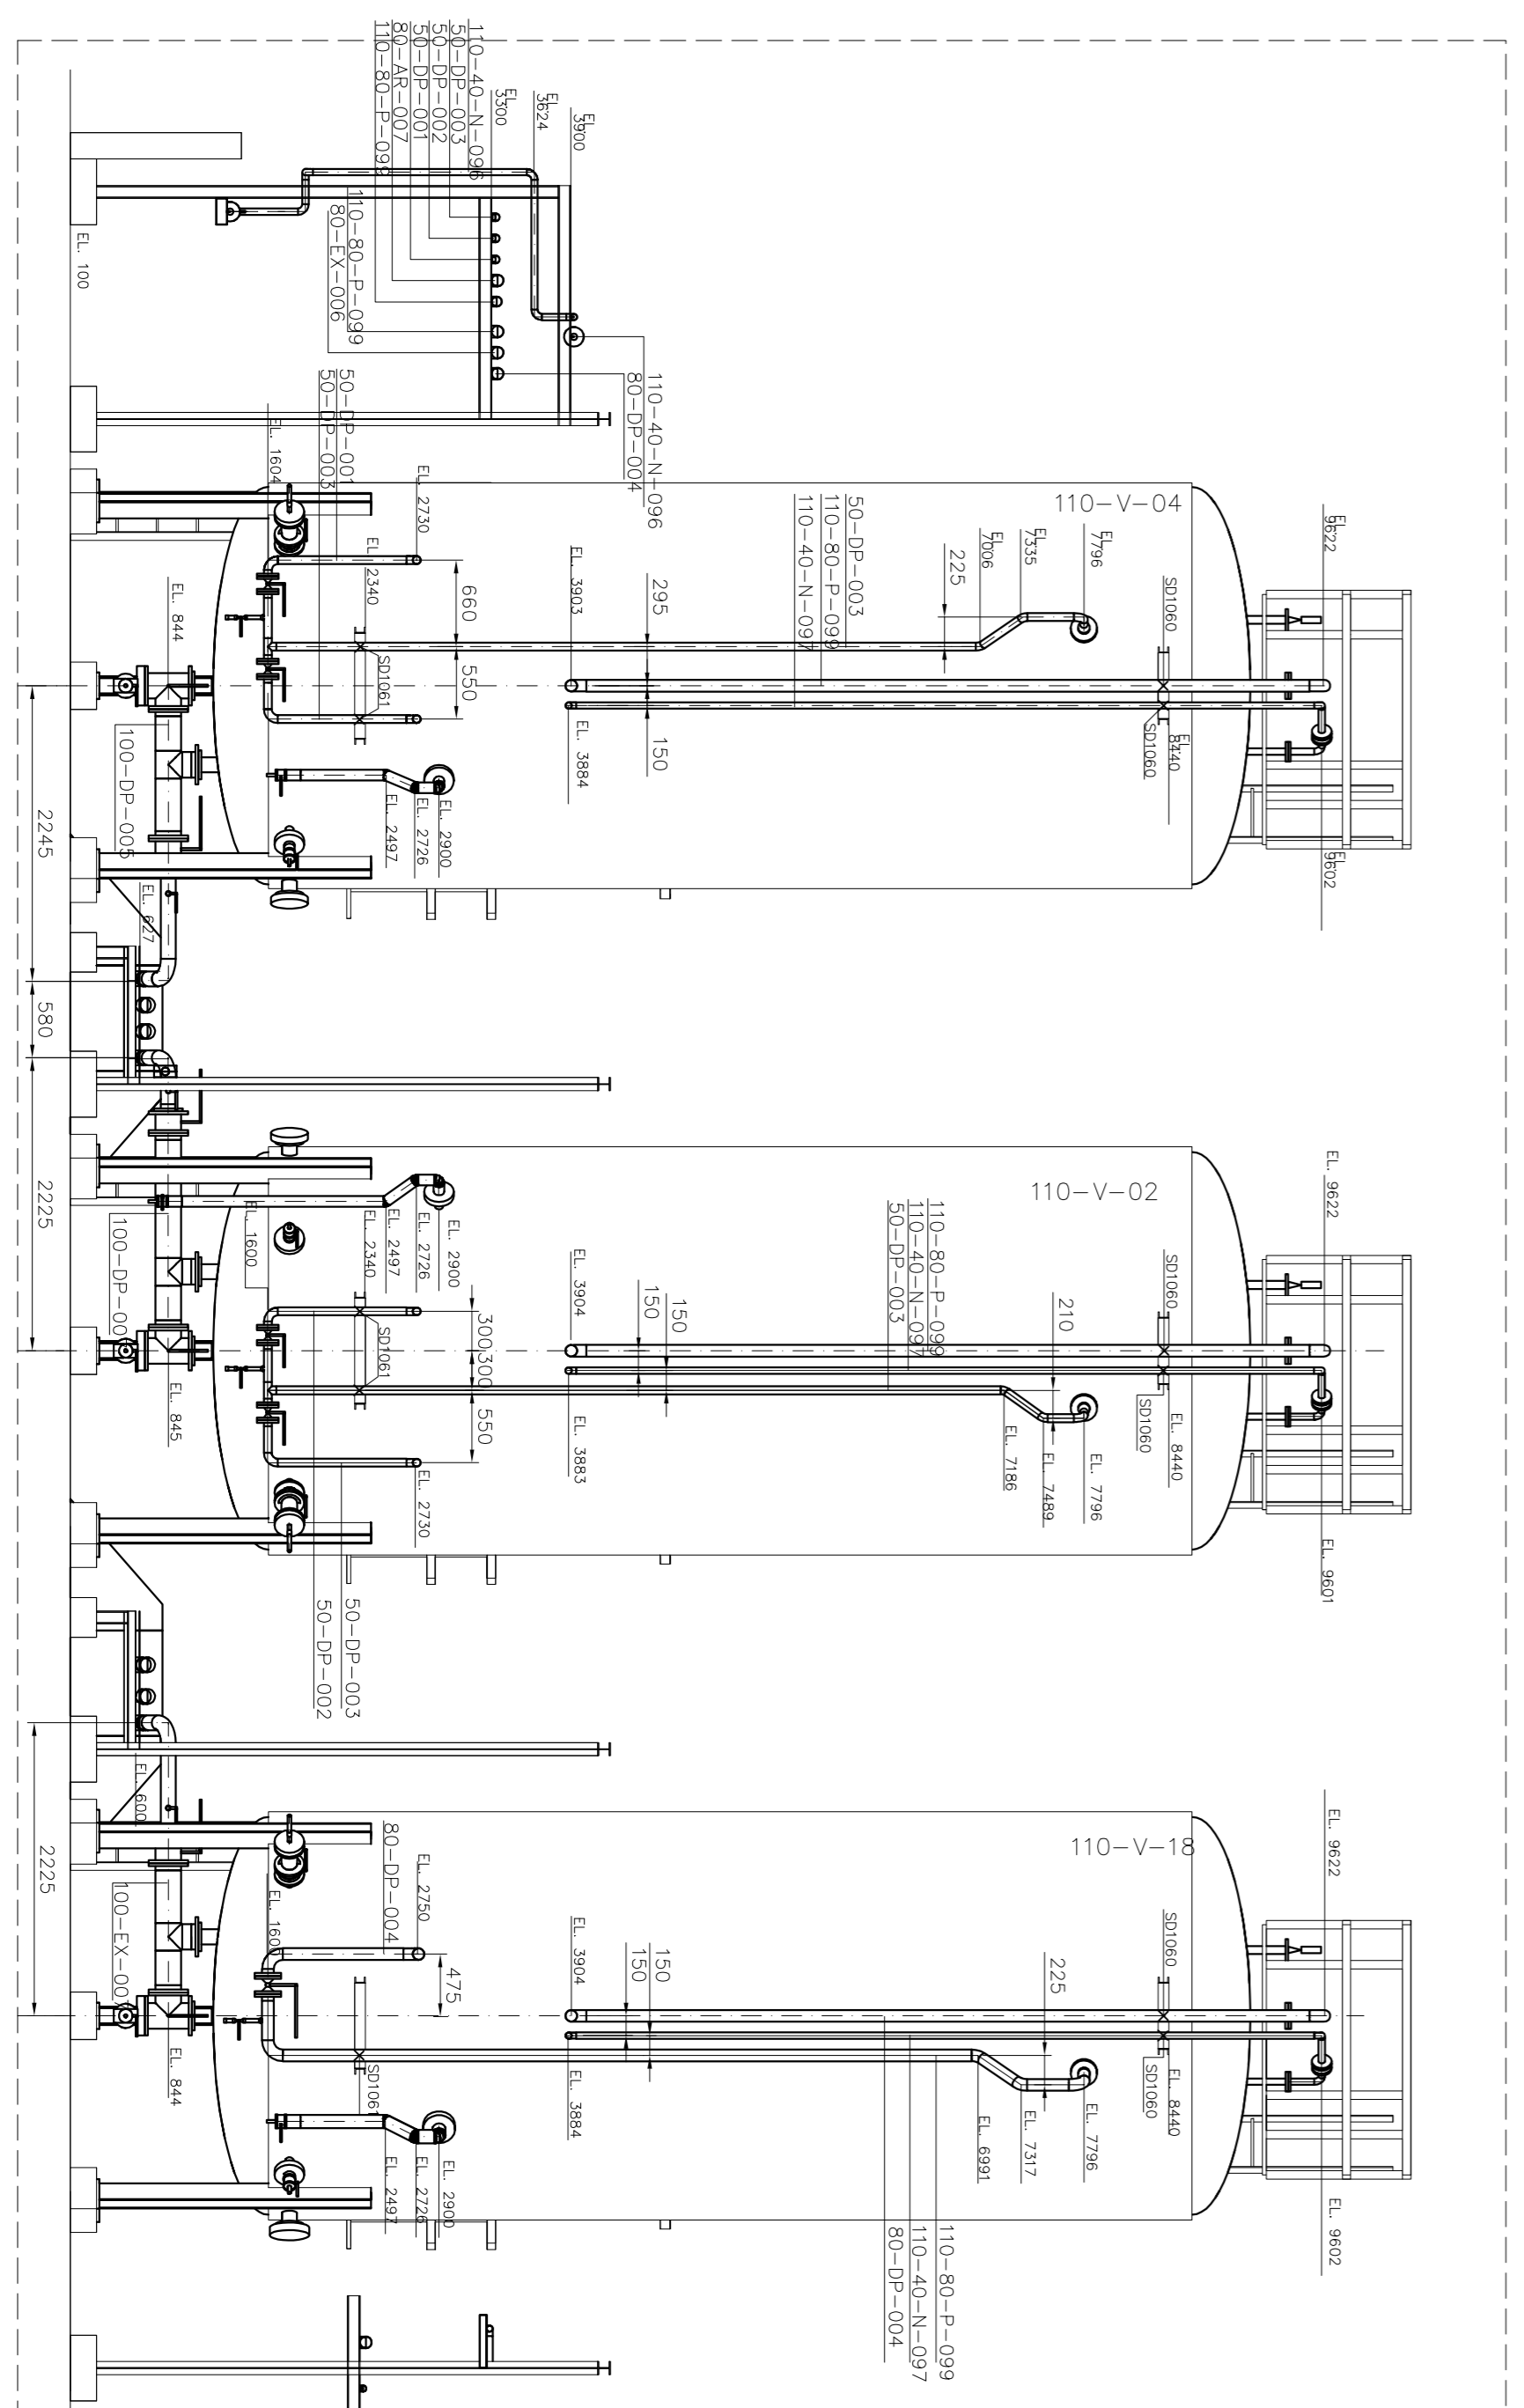 110-40-N-096
50-DP-003
50-DP-002
50-DP-001
80-AR-007
110-80-P-099
EL.
3300
EL.
3624
EL.
3900
EL. 100
110-80-P-099
80-EX-006
110-40-N-096
80-DP-004
50-DP-001
50-DP-003
EL. 1604
EL. 2730
EL.
2340
660
550
SD1061
EL. 844
EL. 3903
EL. 3884
295
150
50-DP-003
110-80-P-099
110-40-N-097
225
EL.
7006
EL.
7335
EL.
7796
110-V-04
SD1060
SD1060
EL.
8440
EL.
9622
EL.
9602
EL. 2900
EL. 2726
EL. 2497
100-DP-005
EL. 627
2245
580
2225
110-V-02
EL. 9622
EL. 9601
SD1060
SD1060
EL. 8440
110-80-P-099
110-40-N-097
50-DP-003
210
150
150
EL. 3904
EL. 3883
EL. 7186
EL. 7489
EL. 7796
EL. 2900
EL. 2726
EL. 2497
EL. 2340
EL. 1600
SD1061
300
300
550
EL. 2730
100-DP-00
EL. 845
50-DP-003
50-DP-002
EL. 600
2225
110-V-18
EL. 9622
EL. 9602
SD1060
SD1060
EL. 8440
80-DP-004
EL. 2750
EL. 160
475
EL. 3904
EL. 3884
150
150
225
EL. 6991
EL. 7317
EL. 7796
SD1061
100-EX-00
EL. 844
EL. 2900
EL. 2726
EL. 2497
110-80-P-099
110-40-N-097
80-DP-004